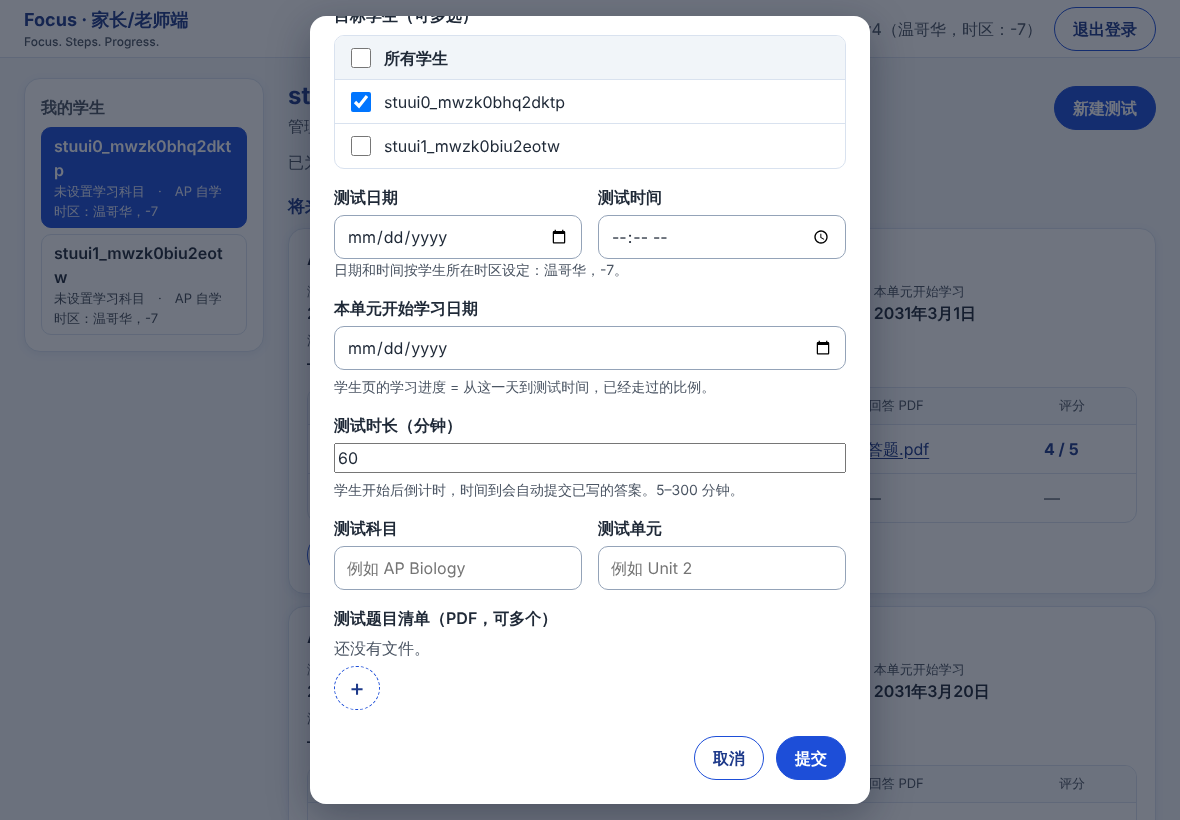 Focus · 家长/老师端
Focus. Steps. Progress.
4（温哥华，时区：-7）
退出登录
我的学生
stuui0_mwzk0bhq2dkt
p
未设置学习科目 · AP 自学
时区：温哥华，-7
stuui1_mwzk0biu2eot
w
未设置学习科目 · AP 自学
时区：温哥华，-7
新建测试
目标学生（可多选）
所有学生
stuui0_mwzk0bhq2dktp
stuui1_mwzk0biu2eotw
测试日期
测试时间
mm/dd/yyyy
--:-- --
日期和时间按学生所在时区设定：温哥华，-7。
本单元开始学习日期
mm/dd/yyyy
学生页的学习进度 = 从这一天到测试时间，已经走过的比例。
测试时长（分钟）
60
学生开始后倒计时，时间到会自动提交已写的答案。5–300 分钟。
测试科目
测试单元
例如 AP Biology
例如 Unit 2
测试题目清单（PDF，可多个）
还没有文件。
+
取消
提交
本单元开始学习
2031年3月1日
回答 PDF
评分
答题.pdf
4 / 5
—
—
本单元开始学习
2031年3月20日
回答 PDF
评分